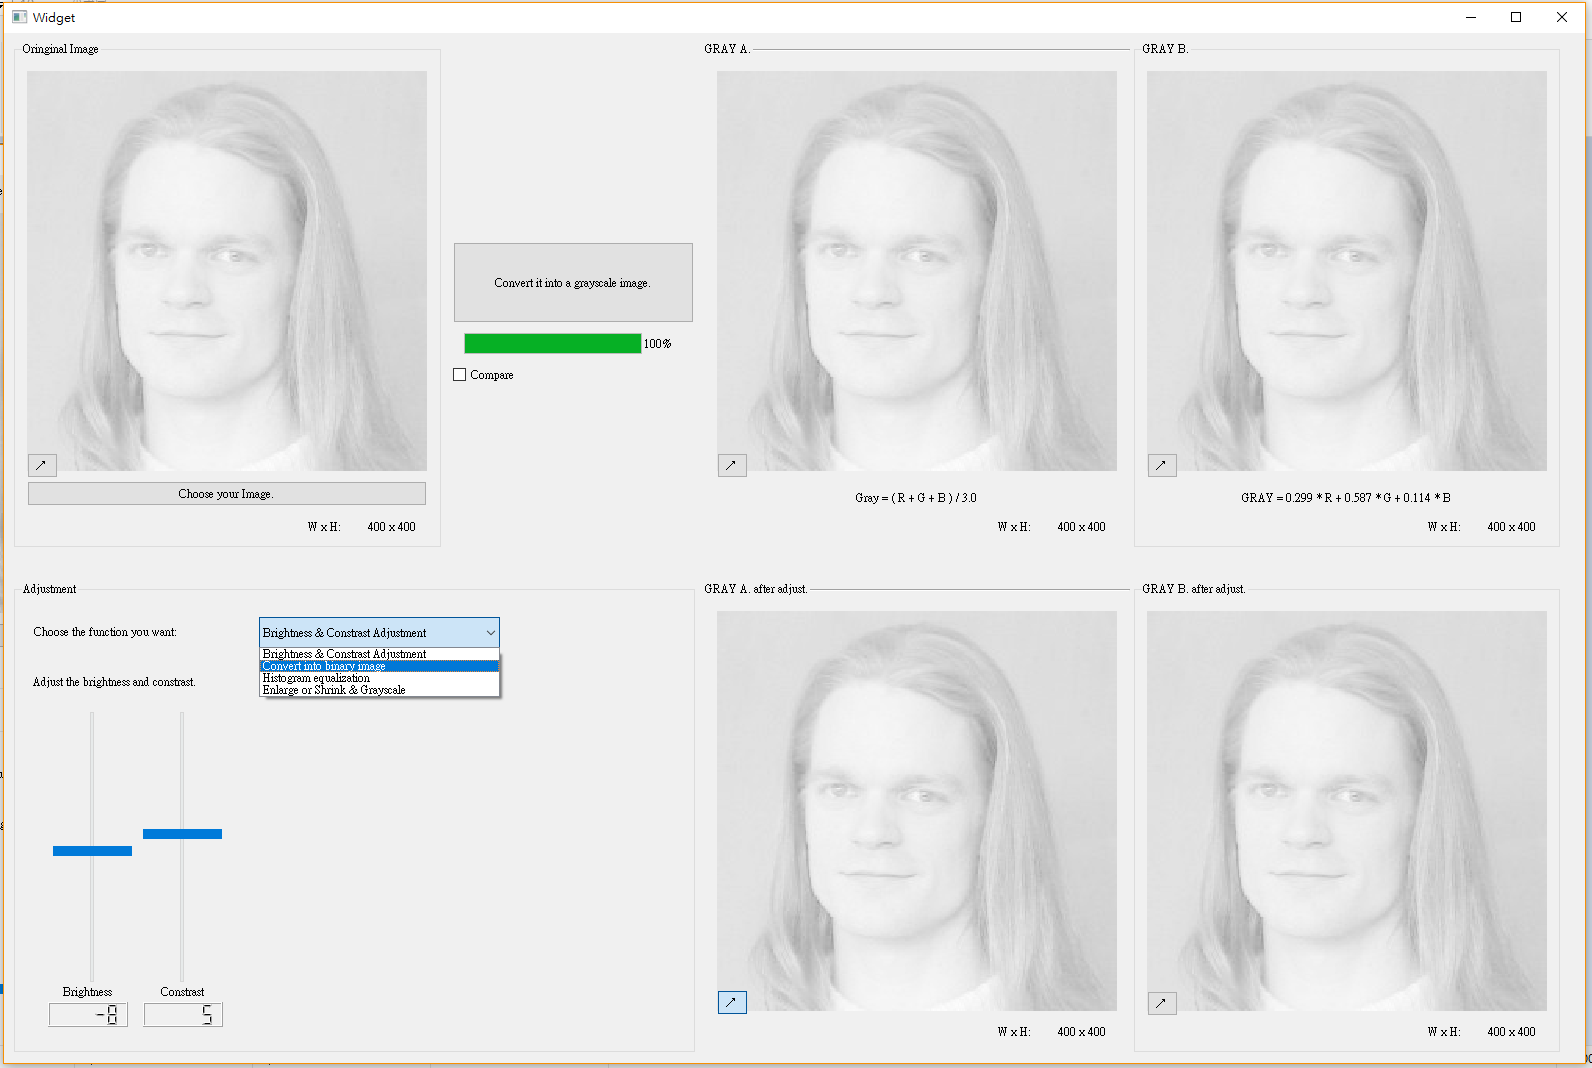 Widget
Oringinal Image
Choose your Image.
W x H: 400 x 400
Convert it into a grayscale image.
100%
Compare
GRAY A.
Gray = ( R + G + B ) / 3.0
W x H: 400 x 400
GRAY B.
GRAY = 0.299 * R + 0.587 * G + 0.114 * B
W x H: 400 x 400
Adjustment
Choose the function you want:
Brightness & Constrast Adjustment
Brightness & Constrast Adjustment
Convert into binary image
Histogram equalization
Enlarge or Shrink & Grayscale
Adjust the brightness and constrast.
Brightness
Constrast
-8
5
GRAY A. after adjust.
W x H: 400 x 400
GRAY B. after adjust.
W x H: 400 x 400